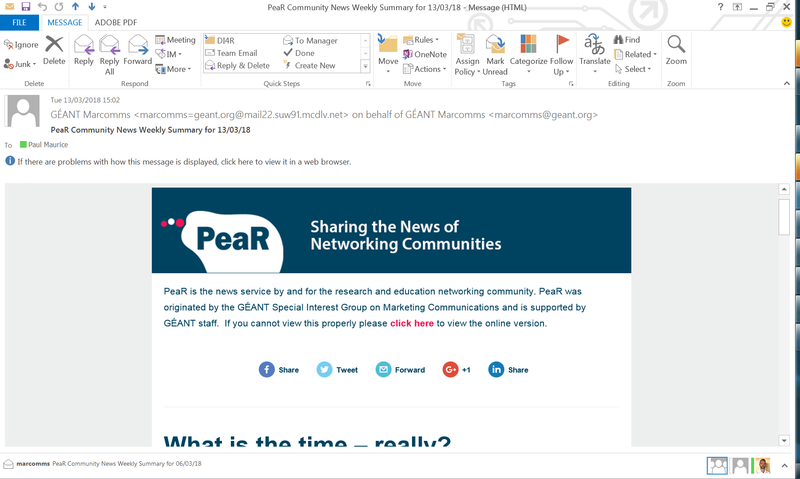 PeaR Community News Weekly Summary for 13/03/18 - Message (HTML)
FILE
MESSAGE
ADOBE PDF
Ignore
Junk
Delete
Delete
Reply
Reply All
Forward
Meeting
IM
More
Respond
DI4R
Team Email
Reply & Delete
To Manager
Done
Create New
Quick Steps
Move
Rules
OneNote
Actions
Move
Assign Policy
Mark Unread
Categorize
Follow Up
Tags
Translate
Find
Related
Select
Editing
Zoom
Zoom
Tue 13/03/2018 15:02
GÉANT Marcomms <marcomms=geant.org@mail22.suw91.mcdlv.net> on behalf of GÉANT Marcomms <marcomms@geant.org>
PeaR Community News Weekly Summary for 13/03/18
To Paul Maurice
If there are problems with how this message is displayed, click here to view it in a web browser.
PeaR
Sharing the News of
Networking Communities
PeaR is the news service by and for the research and education networking community. PeaR was
originated by the GÉANT Special Interest Group on Marketing Communications and is supported by
GÉANT staff. If you cannot view this properly please click here to view the online version.
Share Tweet Forward G+ +1 in Share
What is the time – really?
marcomms PeaR Community News Weekly Summary for 06/03/18